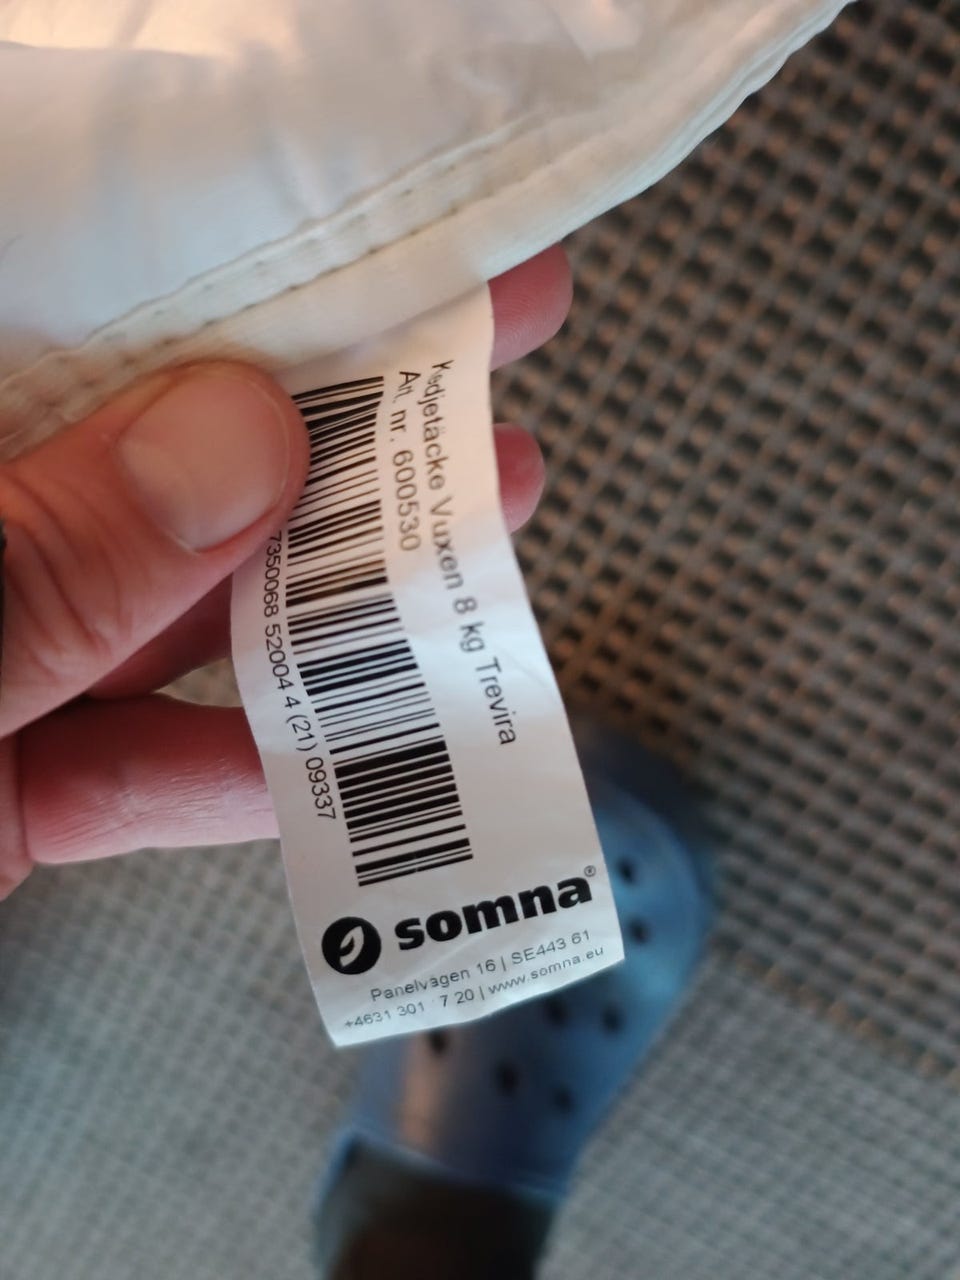 Kedjetäcke Vuxen 8 kg Trevira
Art. nr. 600530
7350068 52004 4 (21) 09337
somna®
Panelvägen 16 | SE443 61
+4631 301 7 20 | www.somna.eu